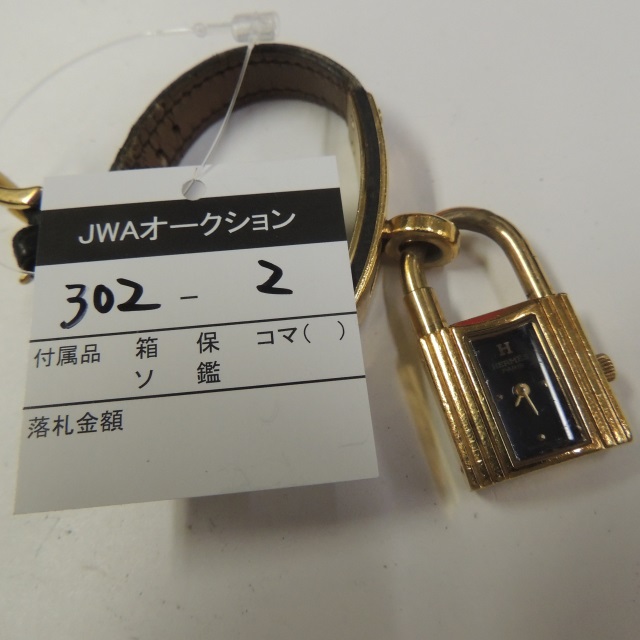 JWAオークション
302 - 2
付属品 箱 保 コマ( )
ソ 鑑
落札金額
H
HERMES